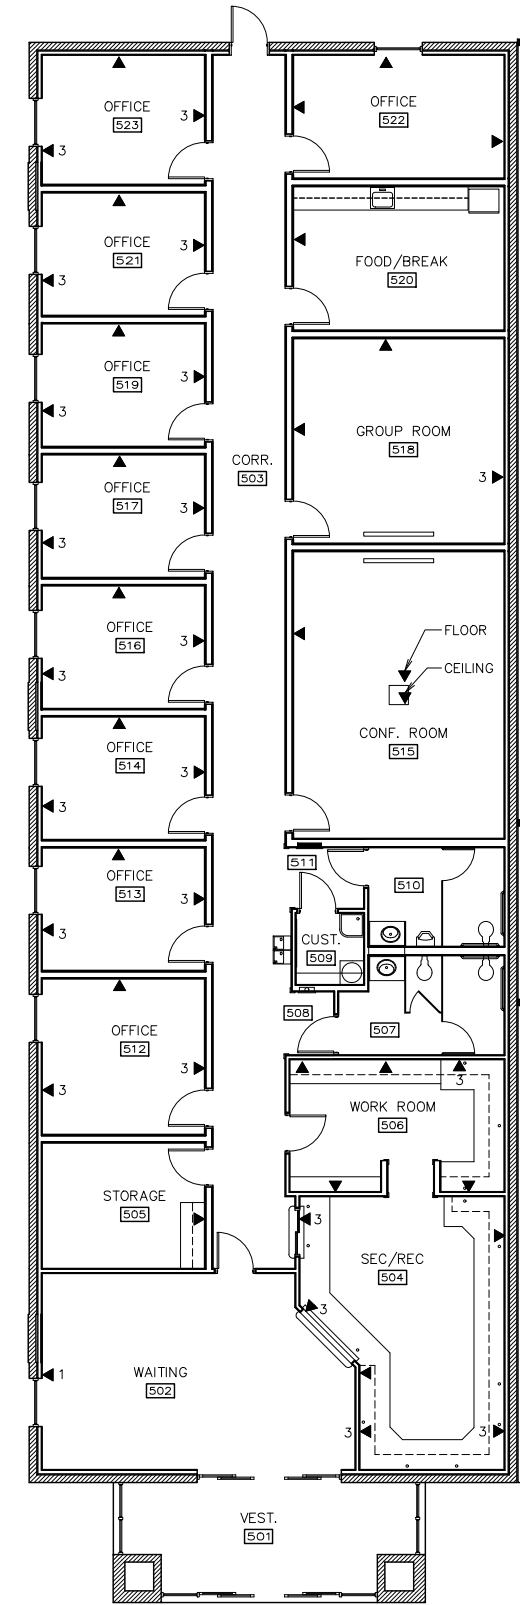 OFFICE
523
3
3
OFFICE
522
OFFICE
521
3
3
FOOD/BREAK
520
OFFICE
519
3
3
GROUP ROOM
518
3
CORR.
503
OFFICE
517
3
3
OFFICE
516
3
3
FLOOR
CEILING
CONF. ROOM
515
OFFICE
514
3
3
511
510
OFFICE
513
3
3
CUST.
509
508
507
OFFICE
512
3
3
3
WORK ROOM
506
STORAGE
505
3
SEC/REC
504
3
WAITING
502
1
3
3
VEST.
501